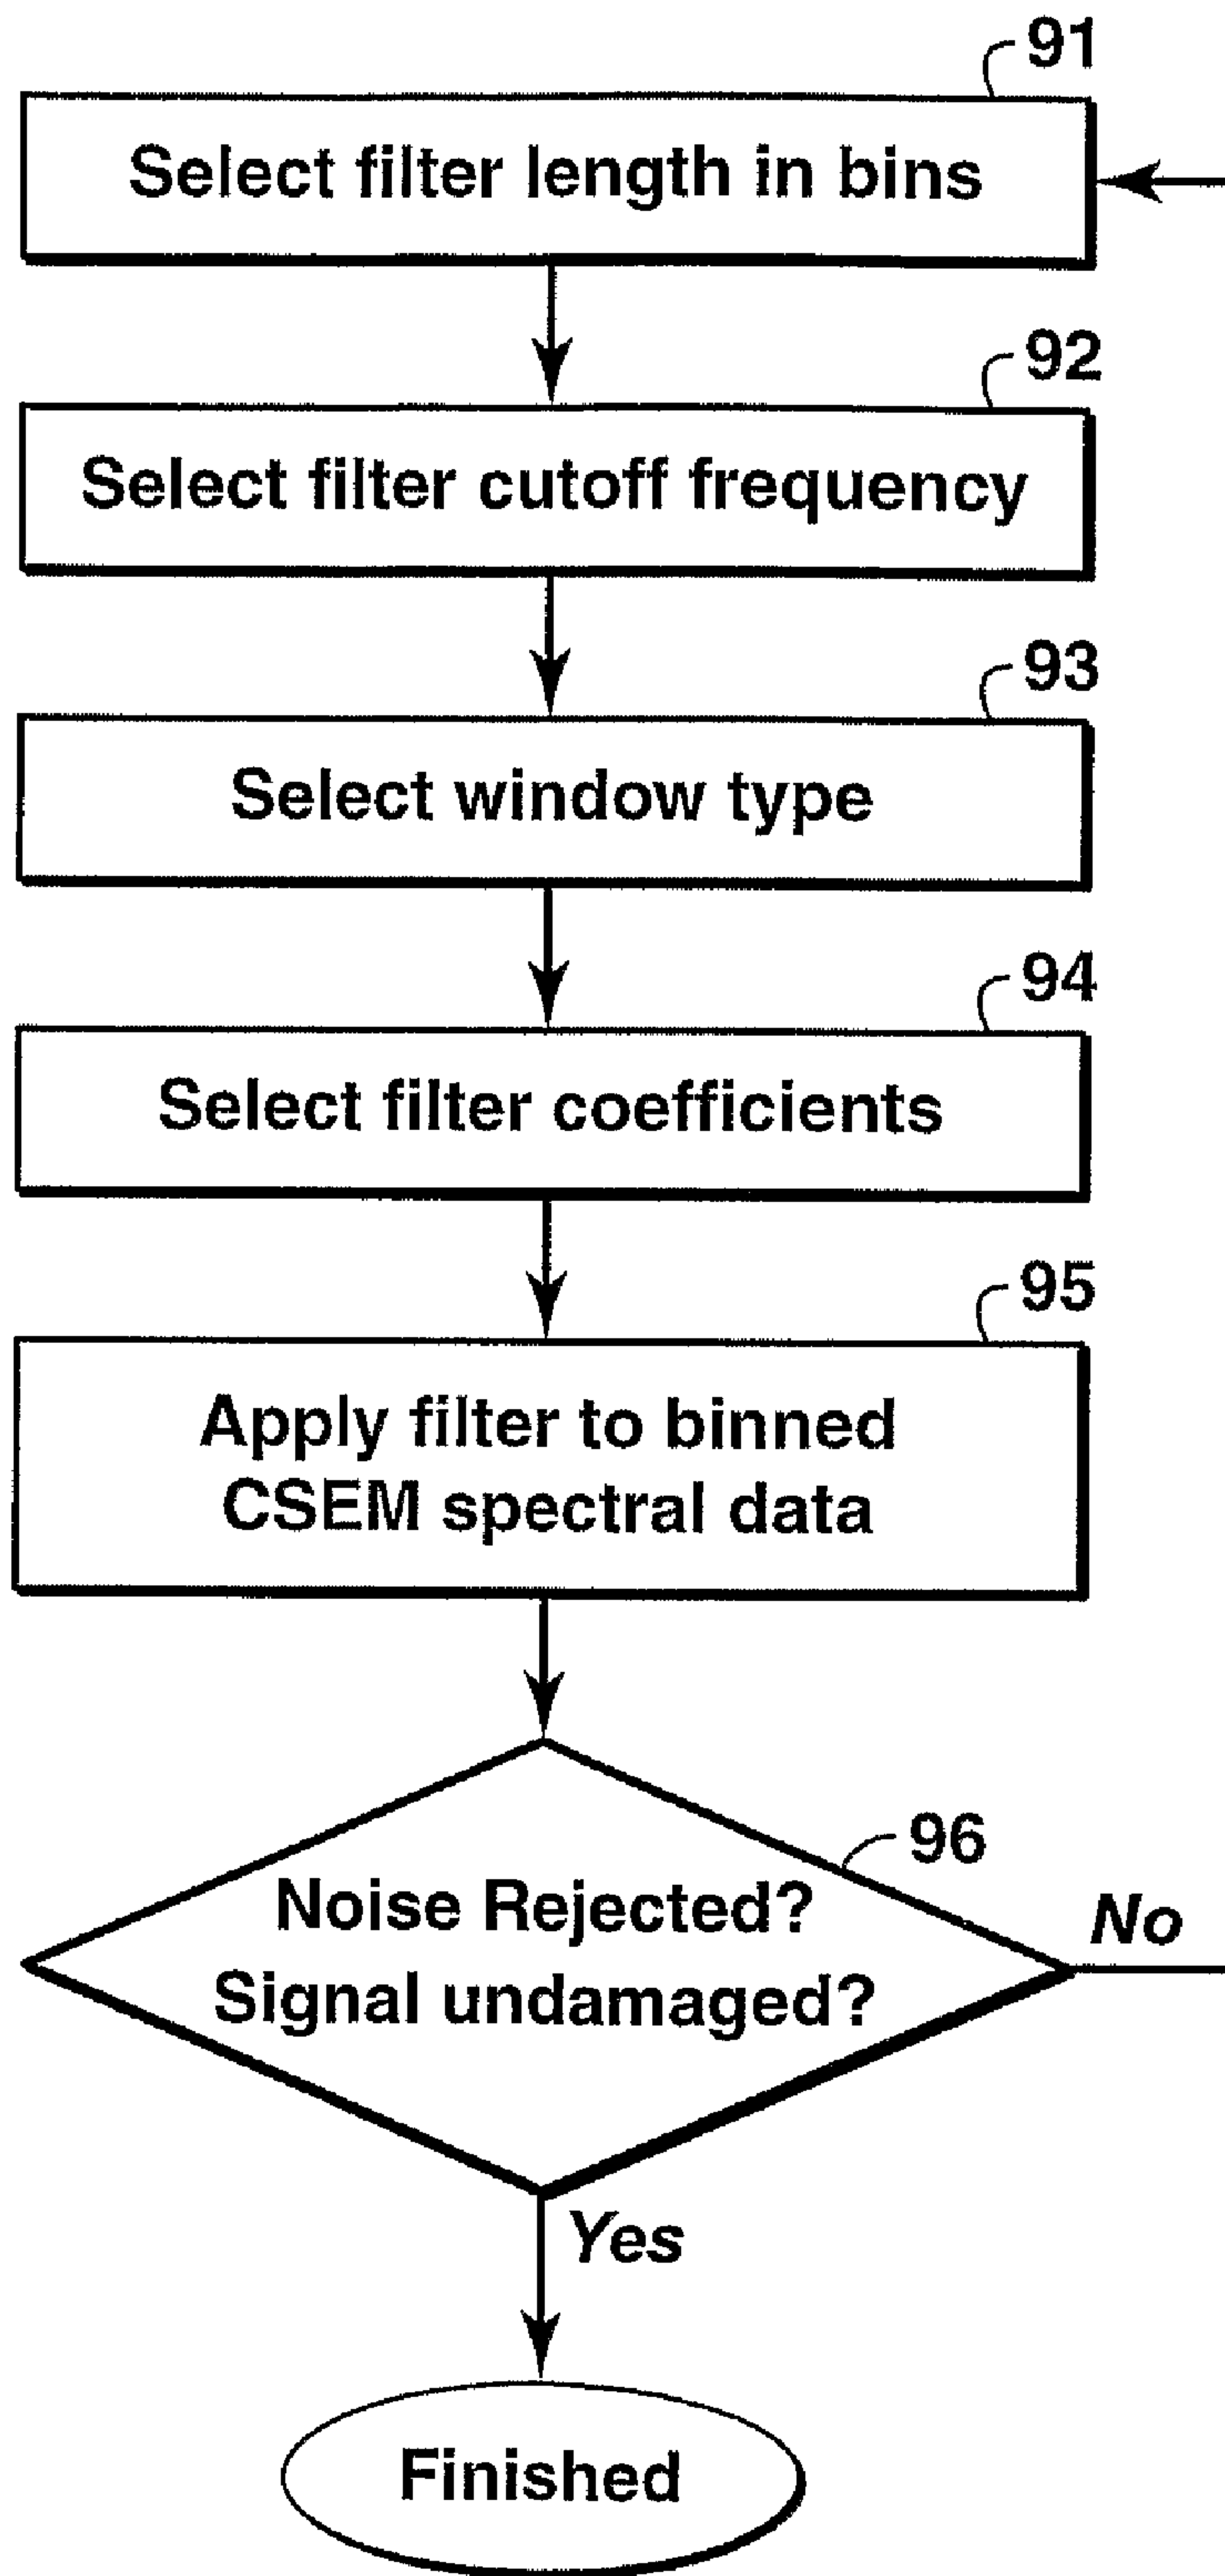 91
Select filter length in bins
92
Select filter cutoff frequency
93
Select window type
94
Select filter coefficients
95
Apply filter to binned
CSEM spectral data
96
Noise Rejected?
Signal undamaged?
No
Yes
Finished